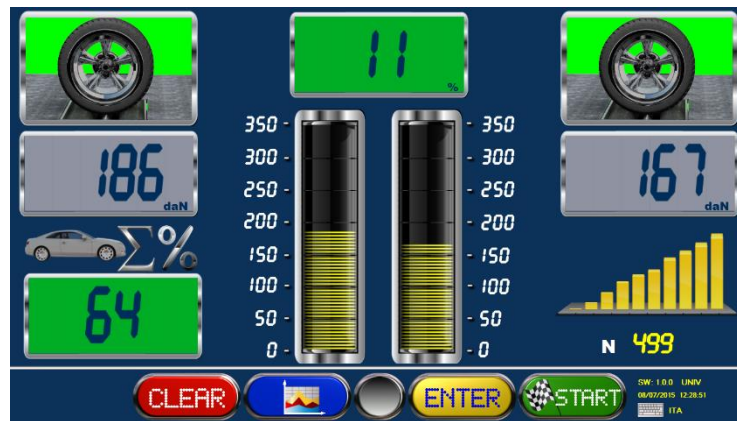 11
%
186
daN
167
daN
350 - - 350
300 - - 300
250 - - 250
200 - - 200
150 - - 150
100 - - 100
50 - - 50
0 - - 0
Σ%
64
N 499
CLEAR
ENTER
START
SW: 1.0.0 UNIV
08/07/2015 12:28:51
ITA